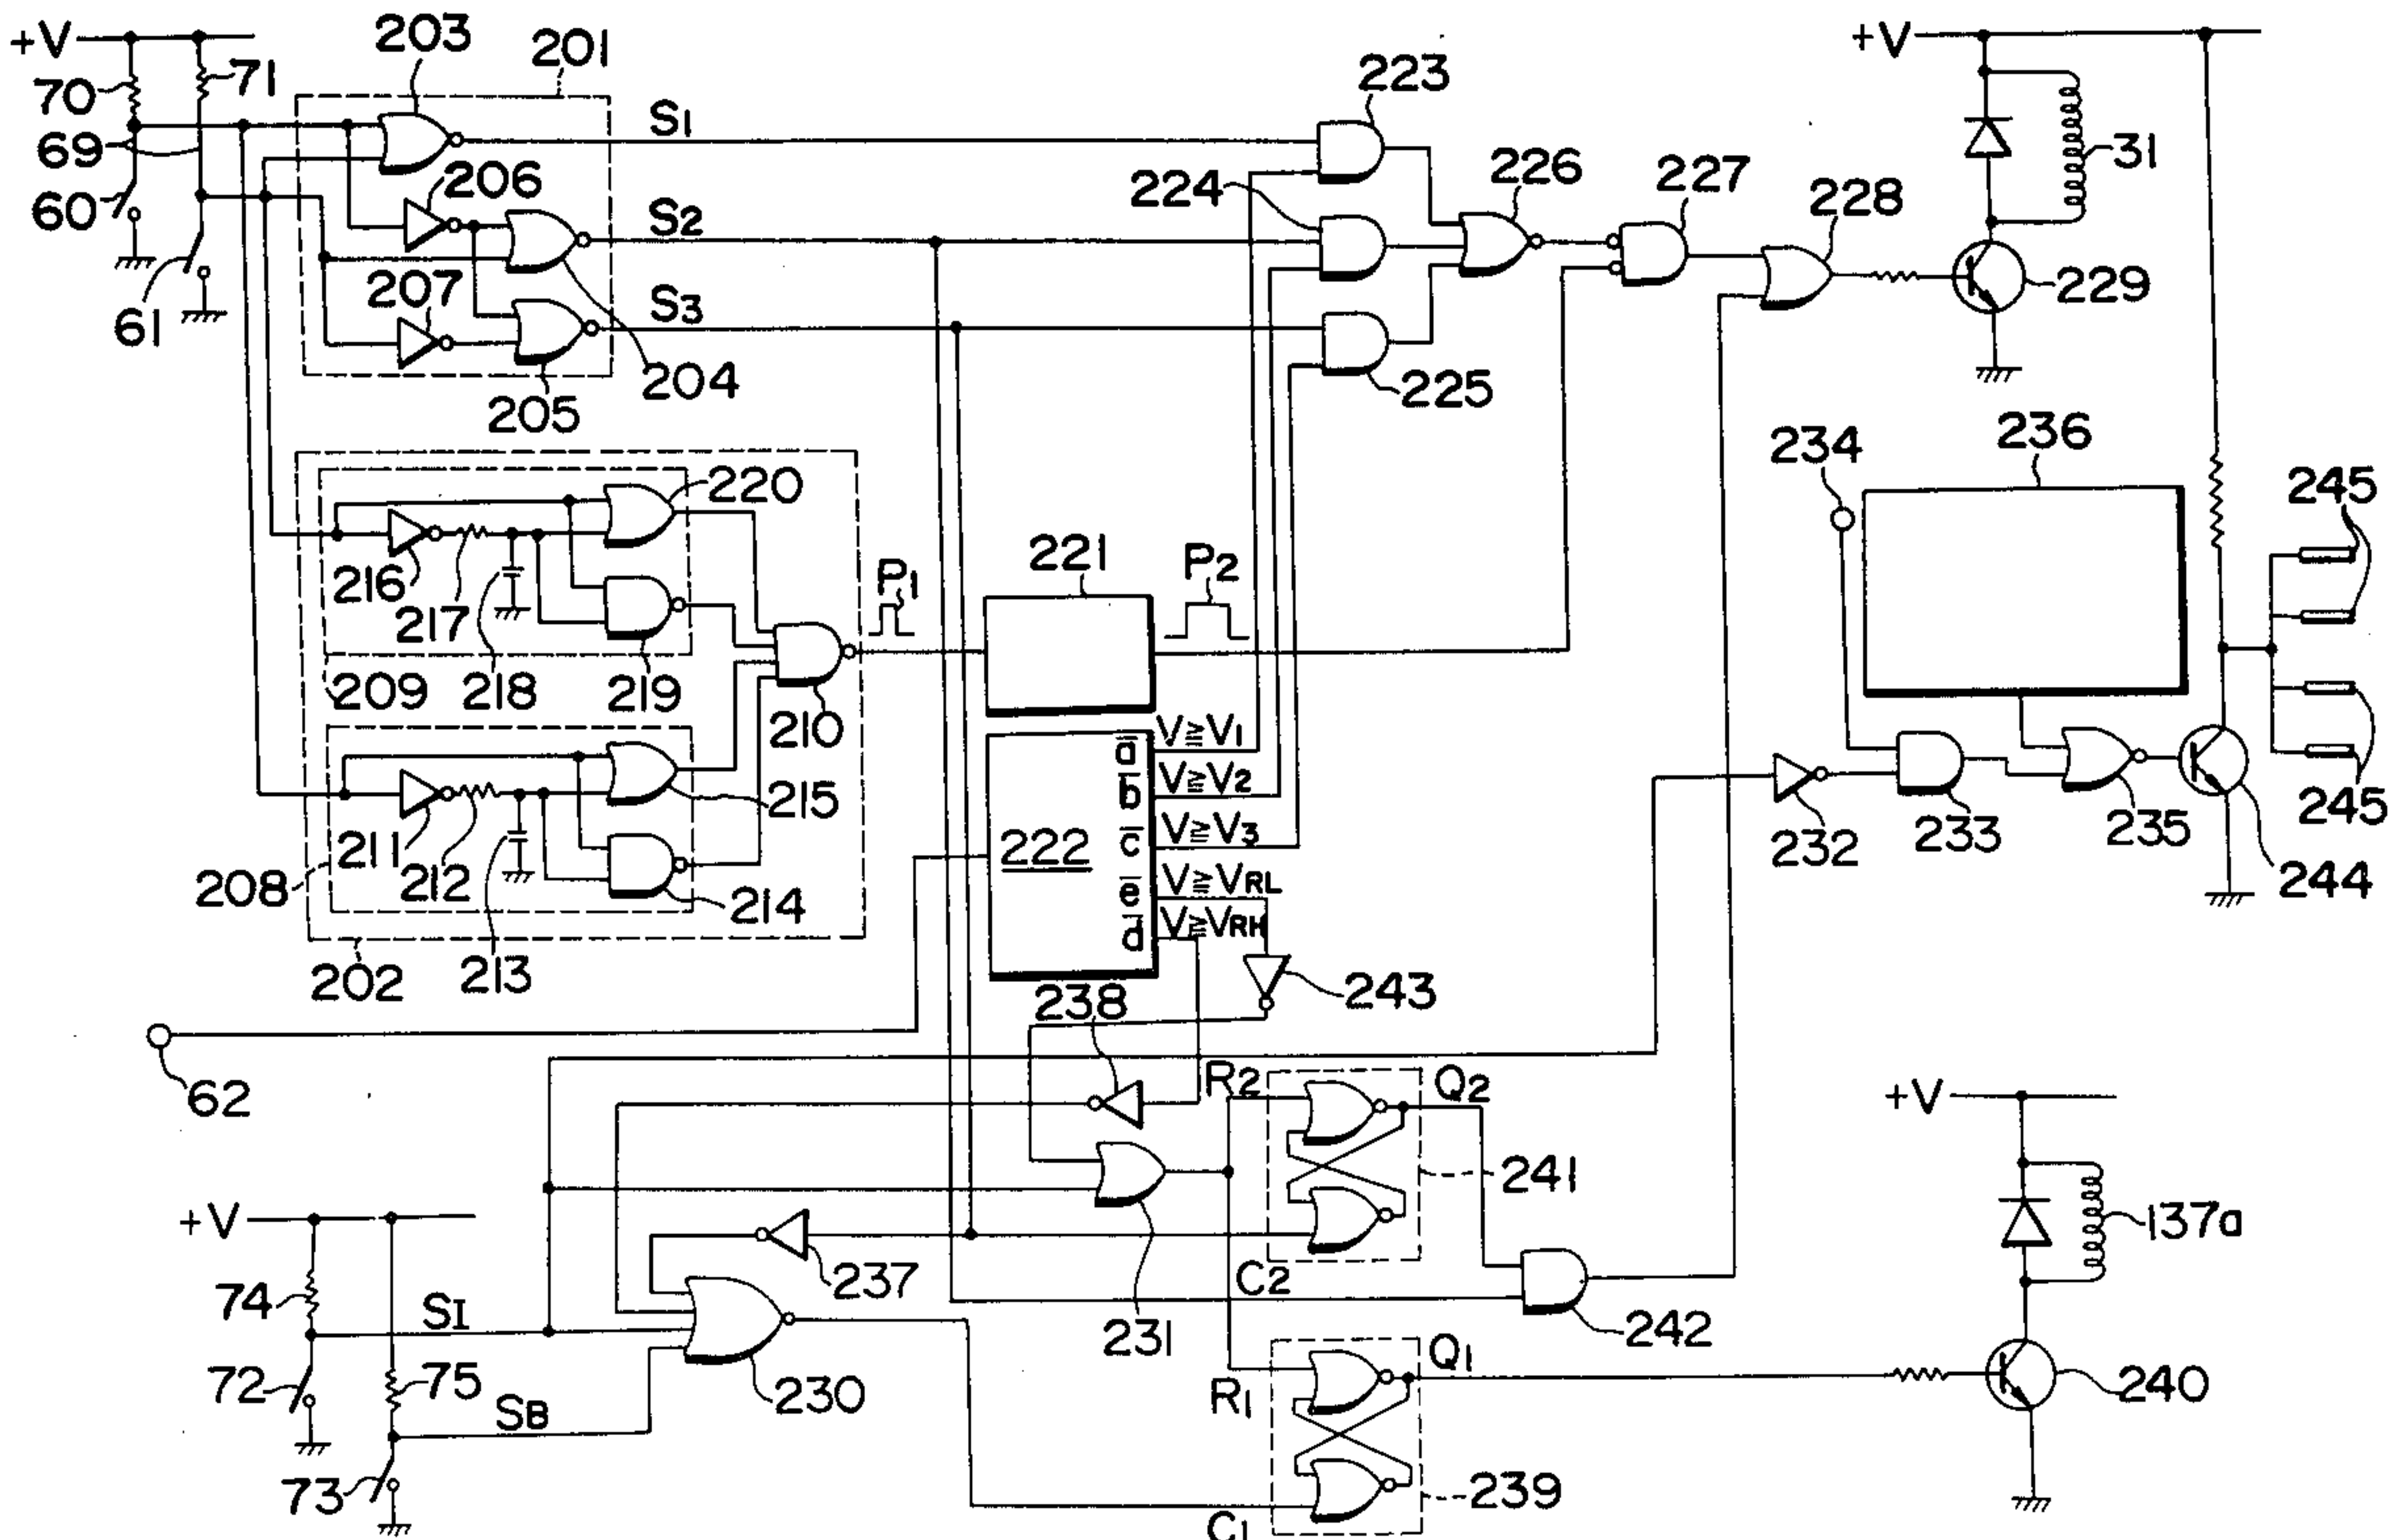 203
+V
201
+V
70
71
223
S1
69
31
206
226
227
224
228
60
S2
207
229
61
S3
204
225
205
236
234
220
245
P1
221
P2
216
217
209
218
219
210
V≧V1
a
V≧V2
b
215
245
V≧V3
c
222
235
211
212
233
232
V≧VRL
e
208
214
244
V≧VRH
d
202
213
243
238
62
R2
Q2
+V
241
+V
137a
237
74
C2
SI
231
242
72
75
Q1
240
230
R1
SB
73
239
C1